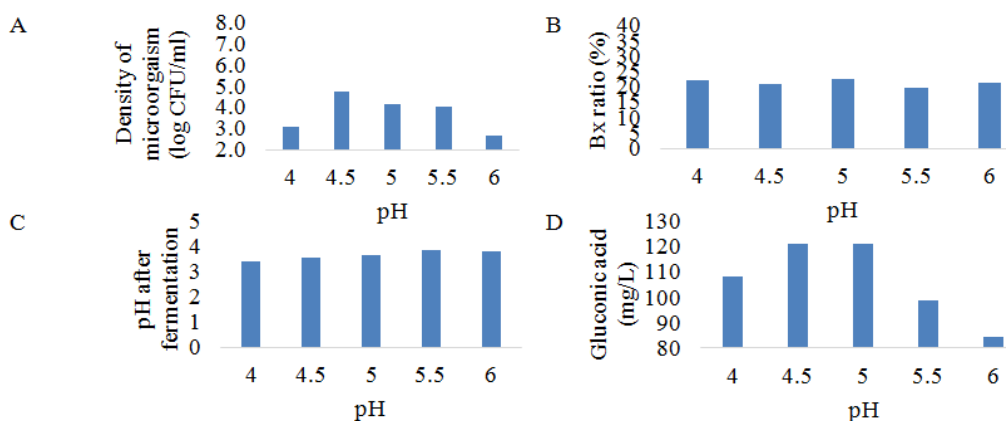 A
Density of
microorgaism
(log CFU/ml)
8.0
7.0
6.0
5.0
4.0
3.0
2.0
4 4.5 5 5.5 6
pH
B
Bx ratio (%)
40
35
30
25
20
15
10
5
0
4 4.5 5 5.5 6
pH
C
pH after
fermentation
5
4
3
2
1
0
4 4.5 5 5.5 6
pH
D
Gluconic acid
(mg/L)
130
120
110
100
90
80
4 4.5 5 5.5 6
pH